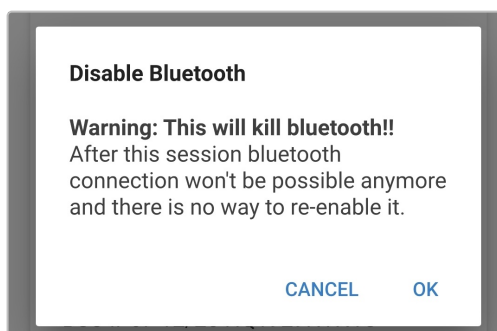 Disable Bluetooth
Warning: This will kill bluetooth!!
After this session bluetooth
connection won't be possible anymore
and there is no way to re-enable it.
CANCEL OK